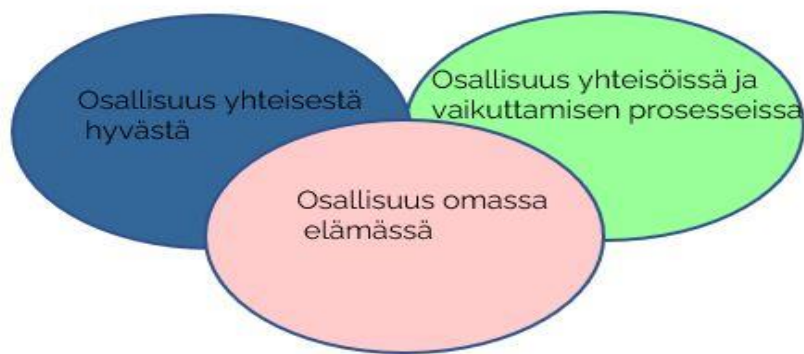 Osallisuus yhteisestä
hyvästä
Osallisuus yhteisöissä ja
vaikuttamisen prosesseissa
Osallisuus omassa
elämässä